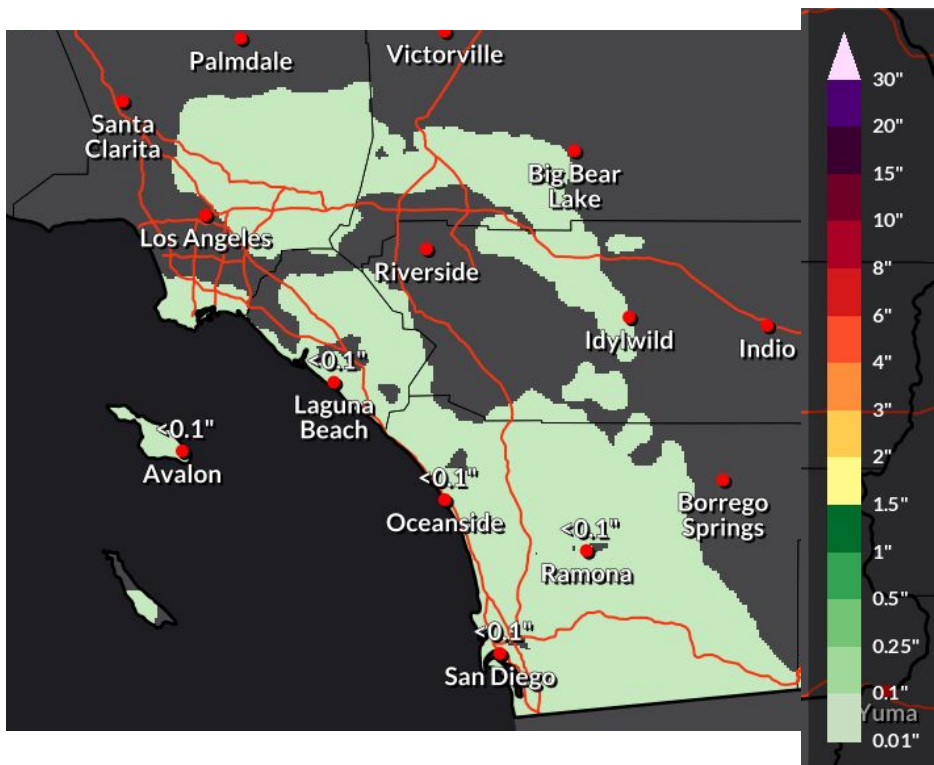 Palmdale
Victorville
Santa
Clarita
Big Bear
Lake
Los Angeles
Riverside
Idylwild
Indio
<0.1"
Laguna
Beach
<0.1"
Avalon
<0.1"
Oceanside
Borrego
Springs
<0.1"
Ramona
<0.1"
San Diego
30"
20"
15"
10"
8"
6"
4"
3"
2"
1.5"
1"
0.5"
0.25"
0.1"
Yuma
0.01"